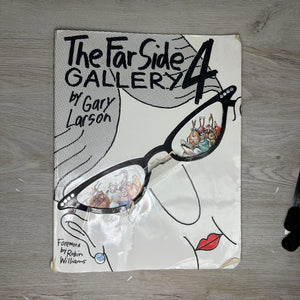 The Far Side
GALLERY 4
by Gary
Larson
Foreword
by Robin
Williams